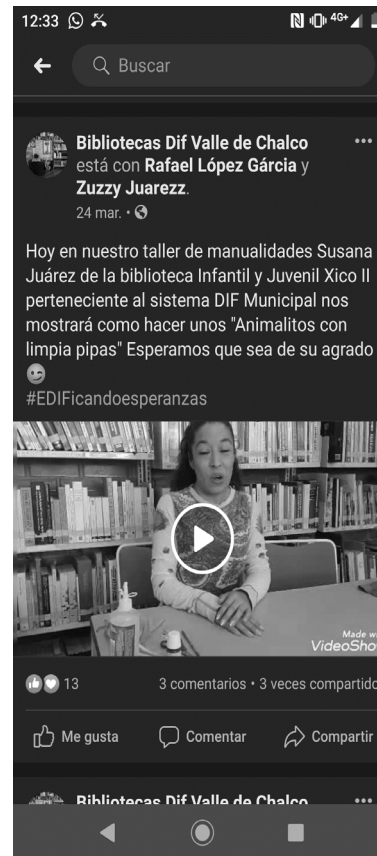 12:33 4G+
Buscar
Bibliotecas Dif Valle de Chalco
está con Rafael López Gárcia y
Zuzzy Juarezz.
24 mar.
Hoy en nuestro taller de manualidades Susana
Juárez de la biblioteca Infantil y Juvenil Xico II
perteneciente al sistema DIF Municipal nos
mostrará como hacer unos "Animalitos con
limpia pipas" Esperamos que sea de su agrado
#EDIFicandoesperanzas
Made wi
VideoSho
13 3 comentarios • 3 veces compartido
Me gusta Comentar Compartir
Bibliotecas Dif Valle de Chalco